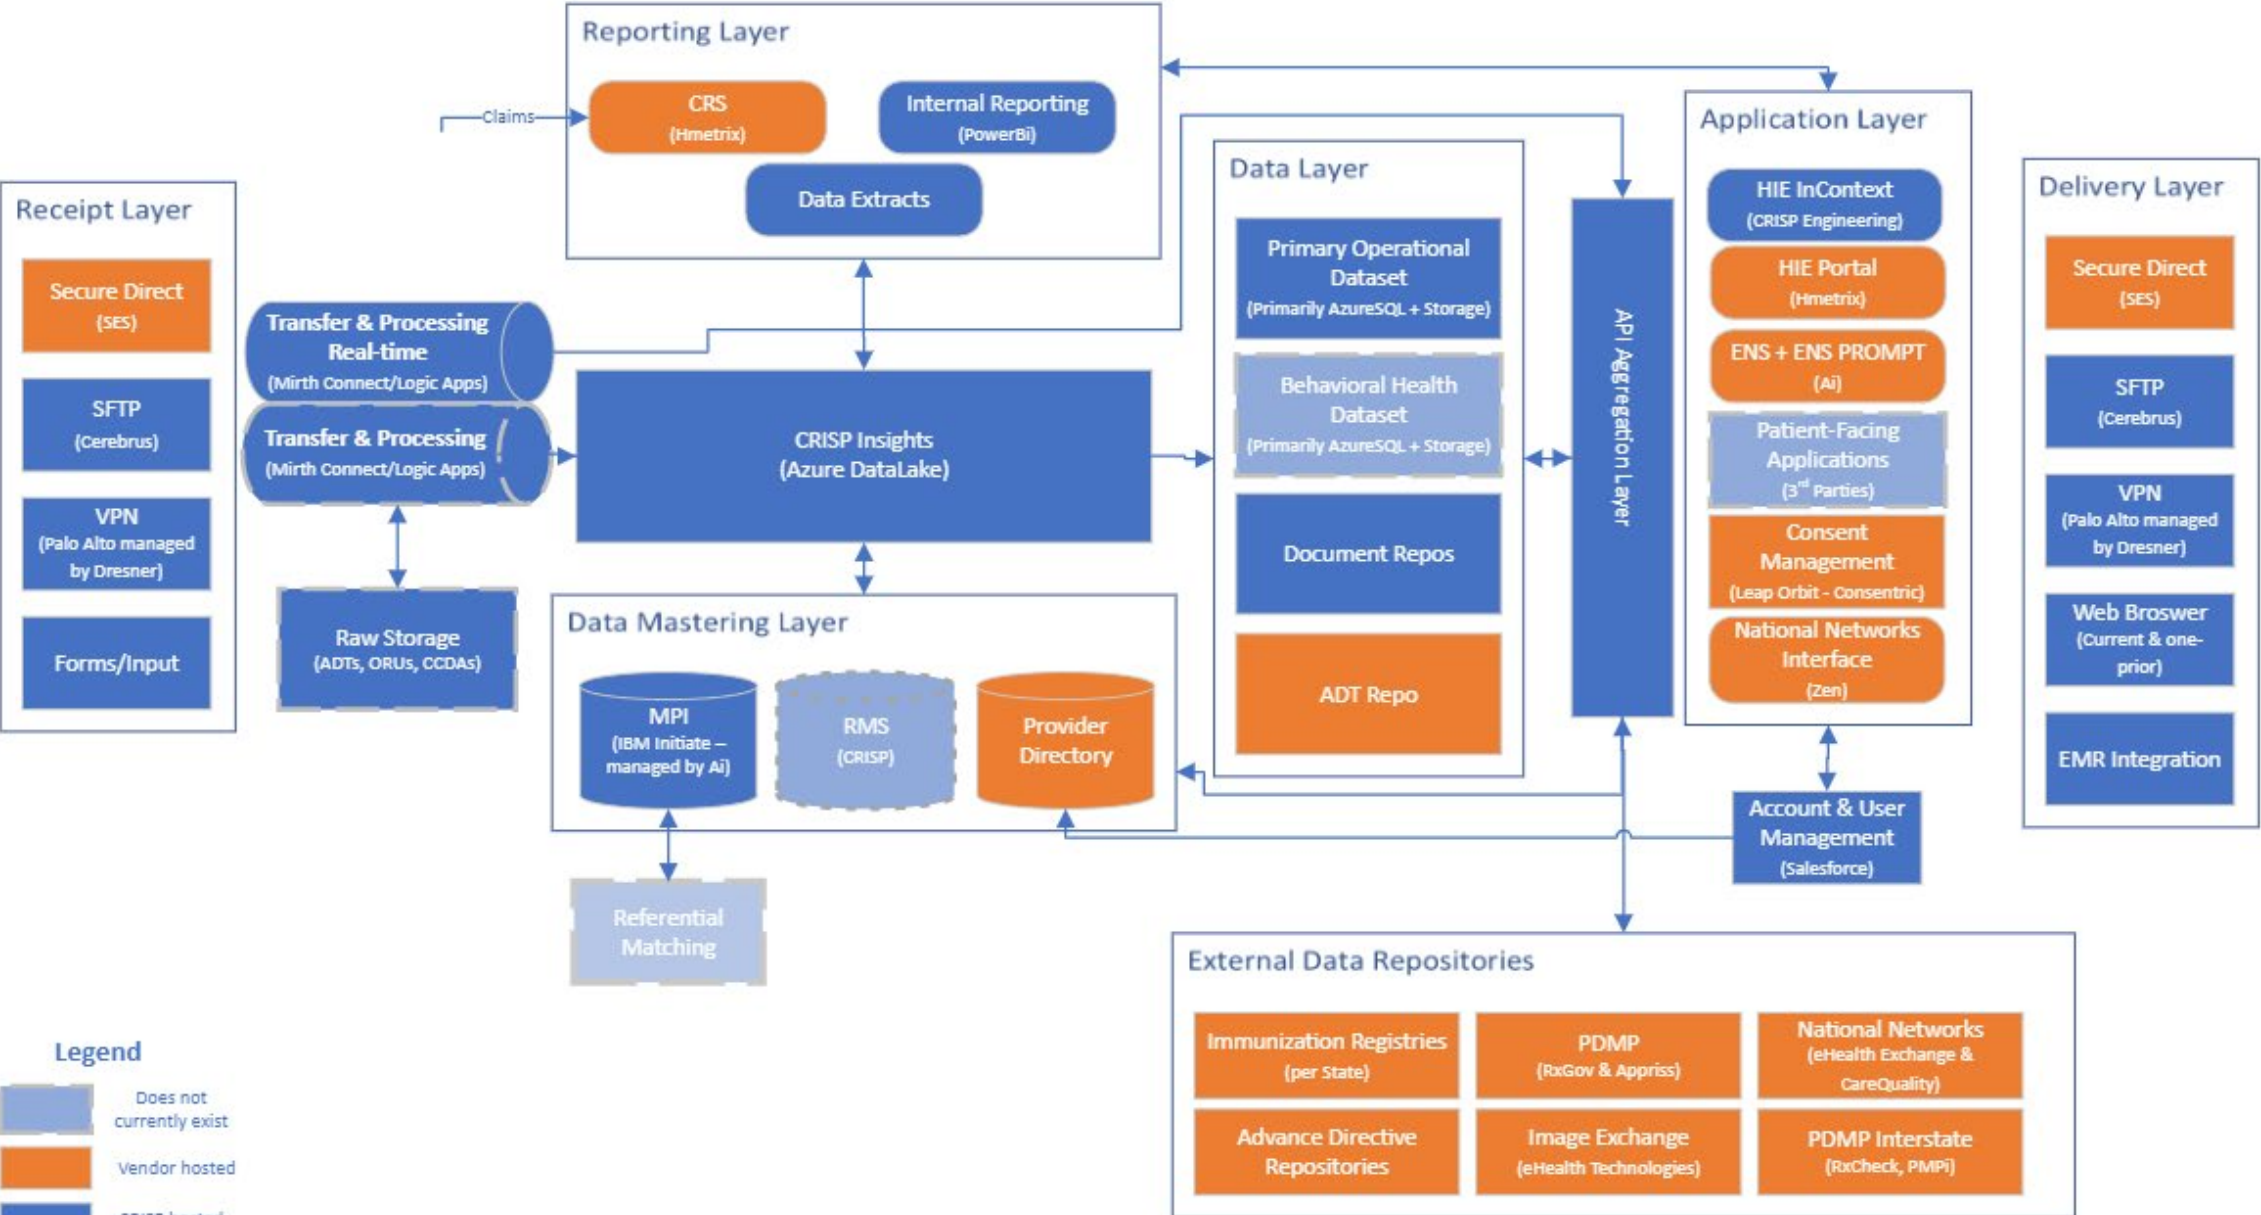 Reporting Layer
CRS
(Hmetrix)
Internal Reporting
(PowerBi)
Data Extracts
Claims
Receipt Layer
Secure Direct
(SES)
SFTP
(Cerebrus)
VPN
(Palo Alto managed
by Dresner)
Forms/Input
Transfer & Processing
Real-time
(Mirth Connect/Logic Apps)
Transfer & Processing
(Mirth Connect/Logic Apps)
Raw Storage
(ADTs, ORUs, CCDAs)
CRISP Insights
(Azure DataLake)
Data Mastering Layer
MPI
(IBM Initiate –
managed by Ai)
RMS
(CRISP)
Provider
Directory
Referential
Matching
Data Layer
Primary Operational
Dataset
(Primarily AzureSQL + Storage)
Behavioral Health
Dataset
(Primarily AzureSQL + Storage)
Document Repos
ADT Repo
API Aggregation Layer
Application Layer
HIE InContext
(CRISP Engineering)
HIE Portal
(Hmetrix)
ENS + ENS PROMPT
(Ai)
Patient-Facing
Applications
(3rd Parties)
Consent
Management
(Leap Orbit - Consentric)
National Networks
Interface
(Zen)
Account & User
Management
(Salesforce)
Delivery Layer
Secure Direct
(SES)
SFTP
(Cerebrus)
VPN
(Palo Alto managed
by Dresner)
Web Broswer
(Current & one-
prior)
EMR Integration
External Data Repositories
Immunization Registries
(per State)
PDMP
(RxGov & Appriss)
National Networks
(eHealth Exchange &
CareQuality)
Advance Directive
Repositories
Image Exchange
(eHealth Technologies)
PDMP Interstate
(RxCheck, PMPi)
Legend
Does not
currently exist
Vendor hosted